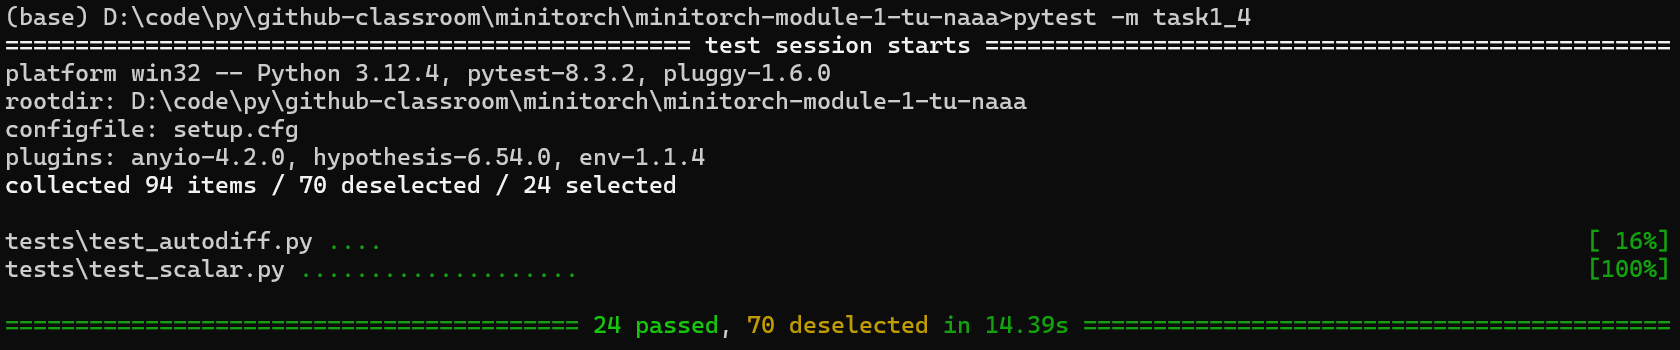 (base) D:\code\py\github-classroom\minitorch\minitorch-module-1-tu-naaa>pytest -m task1_4
================================================= test session starts =================================================
platform win32 -- Python 3.12.4, pytest-8.3.2, pluggy-1.6.0
rootdir: D:\code\py\github-classroom\minitorch\minitorch-module-1-tu-naaa
configfile: setup.cfg
plugins: anyio-4.2.0, hypothesis-6.54.0, env-1.1.4
collected 94 items / 70 deselected / 24 selected
tests\test_autodiff.py .... [ 16%]
tests\test_scalar.py .................... [100%]
========================================= 24 passed, 70 deselected in 14.39s ==========================================